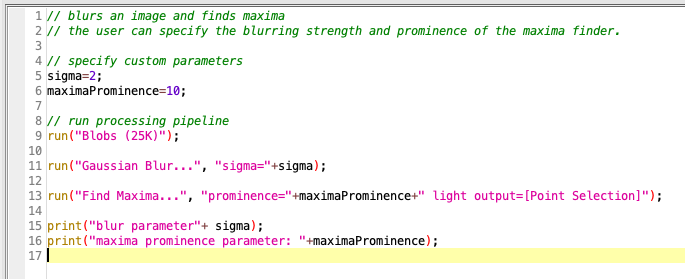 1 // blurs an image and finds maxima
2 // the user can specify the blurring strength and prominence of the maxima finder.
3
4 // specify custom parameters
5 sigma=2;
6 maximaProminence=10;
7
8 // run processing pipeline
9 run("Blobs (25K)");
10
11 run("Gaussian Blur...", "sigma="+sigma);
12
13 run("Find Maxima...", "prominence="+maximaProminence+" light output=[Point Selection]");
14
15 print("blur parameter"+ sigma);
16 print("maxima prominence parameter: "+maximaProminence);
17